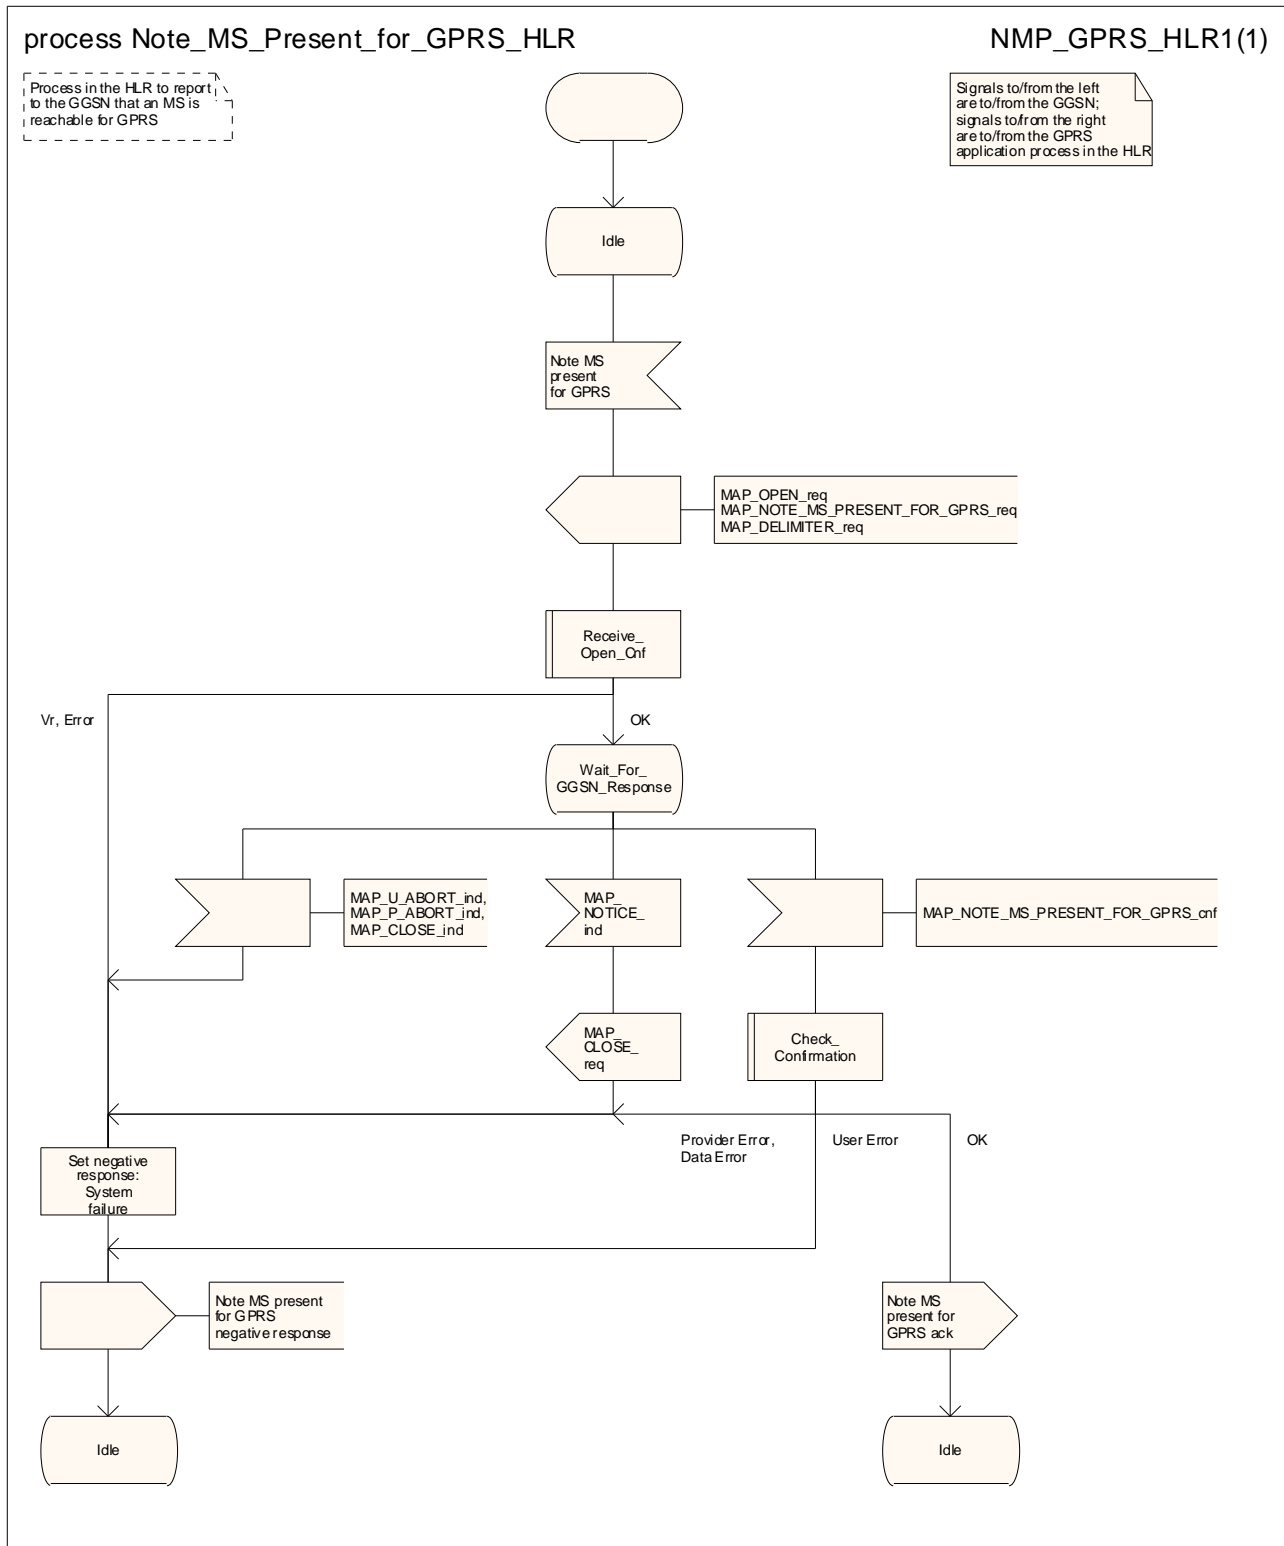 process Note_MS_Present_for_GPRS_HLR
NMP_GPRS_HLR1(1)
Process in the HLR to report
to the GGSN that an MS is
reachable for GPRS
Signals to/from the left
are to/from the GGSN;
signals to/from the right
are to/from the GPRS
application process in the HLR
Idle
Note MS
present
for GPRS
MAP_OPEN_req
MAP_NOTE_MS_PRESENT_FOR_GPRS_req
MAP_DELIMITER_req
Receive_
Open_Cnf
Vr, Error
OK
Wait_For_
GGSN_Response
MAP_U_ABORT_ind,
MAP_P_ABORT_ind,
MAP_CLOSE_ind
MAP_
NOTICE_
ind
MAP_NOTE_MS_PRESENT_FOR_GPRS_cnf
MAP_
CLOSE_
req
Check_
Confirmation
Provider Error,
Data Error
User Error
OK
Set negative
response:
System
failure
Note MS present
for GPRS
negative response
Note MS
present for
GPRS ack
Idle
Idle